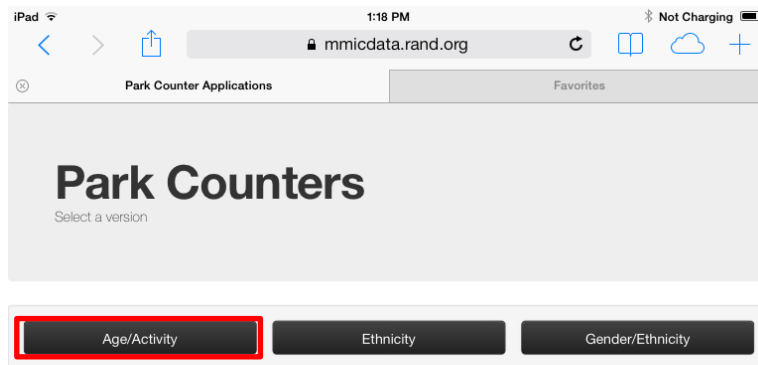 iPad 1:18 PM Not Charging
mmicdata.rand.org
Park Counter Applications Favorites
Park Counters
Select a version
Age/Activity Ethnicity Gender/Ethnicity